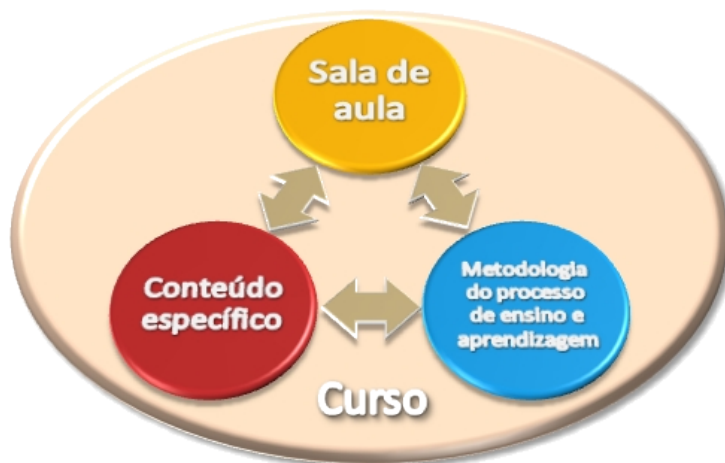 Sala de
aula
Conteúdo
específico
Metodologia
do processo
de ensino e
aprendizagem
Curso